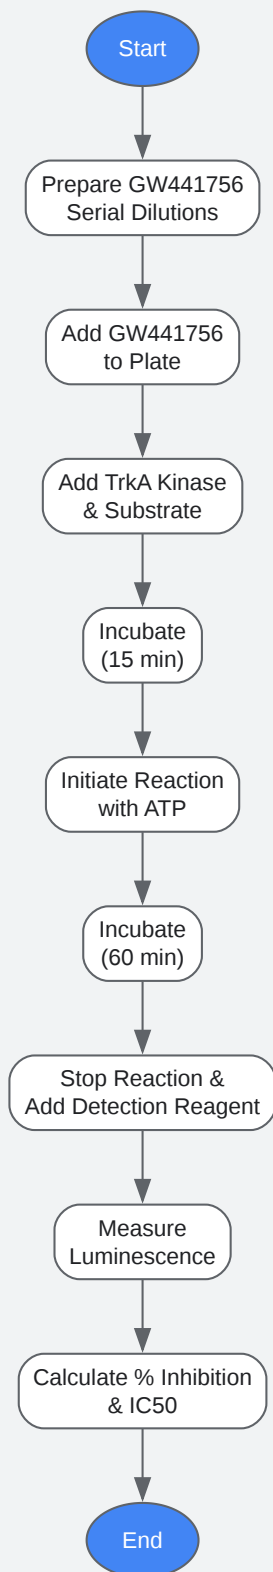 Start
Prepare GW441756
Serial Dilutions
Add GW441756
to Plate
Add TrkA Kinase
& Substrate
Incubate
(15 min)
Initiate Reaction
with ATP
Incubate
(60 min)
Stop Reaction &
Add Detection Reagent
Measure
Luminescence
Calculate % Inhibition
& IC50
End